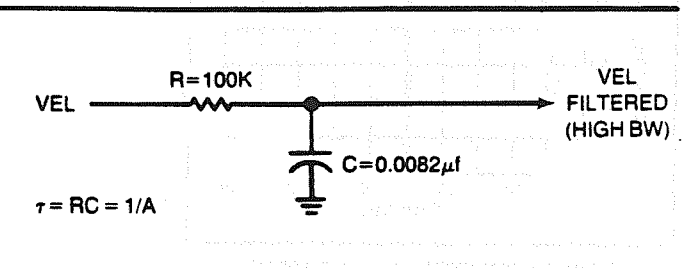 R=100K
VEL
VEL
FILTERED
(HIGH BW)
C=0.0082μf
τ = RC = 1/A